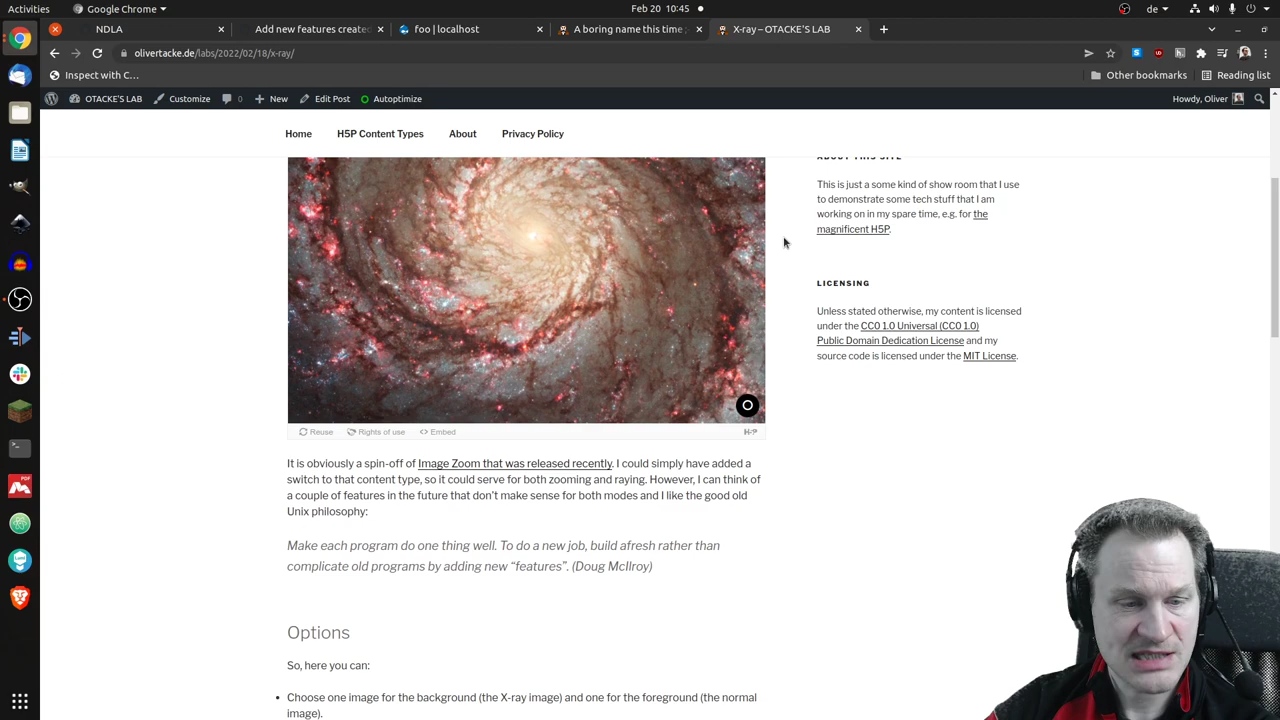 Activities
Google Chrome
Feb 20 10:45
de
NDLA
Add new features created
foo | localhost
A boring name this time ;
X-ray – OTACKE'S LAB
olivertacke.de/labs/2022/02/18/x-ray/
Inspect with C…
Other bookmarks
Reading list
OTACKE'S LAB
Customize
0
New
Edit Post
Autoptimize
Howdy, Oliver
Home
H5P Content Types
About
Privacy Policy
ABOUT THIS SITE
This is just a some kind of show room that I use
to demonstrate some tech stuff that I am
working on in my spare time, e.g. for the
magnificent H5P.
LICENSING
Unless stated otherwise, my content is licensed
under the CC0 1.0 Universal (CC0 1.0)
Public Domain Dedication License and my
source code is licensed under the MIT License.
Reuse
Rights of use
Embed
H5P
It is obviously a spin-off of Image Zoom that was released recently. I could simply have added a
switch to that content type, so it could serve for both zooming and raying. However, I can think of
a couple of features in the future that don't make sense for both modes and I like the good old
Unix philosophy:
Make each program do one thing well. To do a new job, build afresh rather than
complicate old programs by adding new “features”. (Doug McIlroy)
Options
So, here you can:
Choose one image for the background (the X-ray image) and one for the foreground (the normal
image).